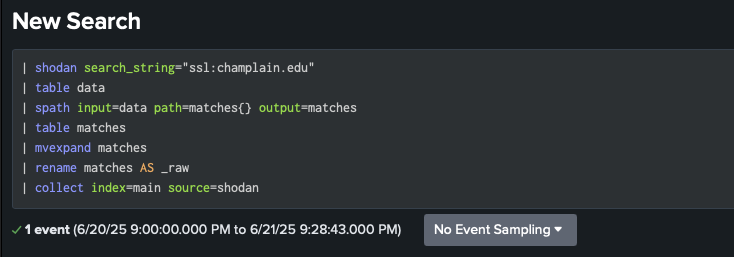 New Search
| shodan search_string="ssl:champlain.edu"
| table data
| spath input=data path=matches{} output=matches
| table matches
| mvexpand matches
| rename matches AS _raw
| collect index=main source=shodan
✓ 1 event (6/20/25 9:00:00.000 PM to 6/21/25 9:28:43.000 PM) No Event Sampling ▾